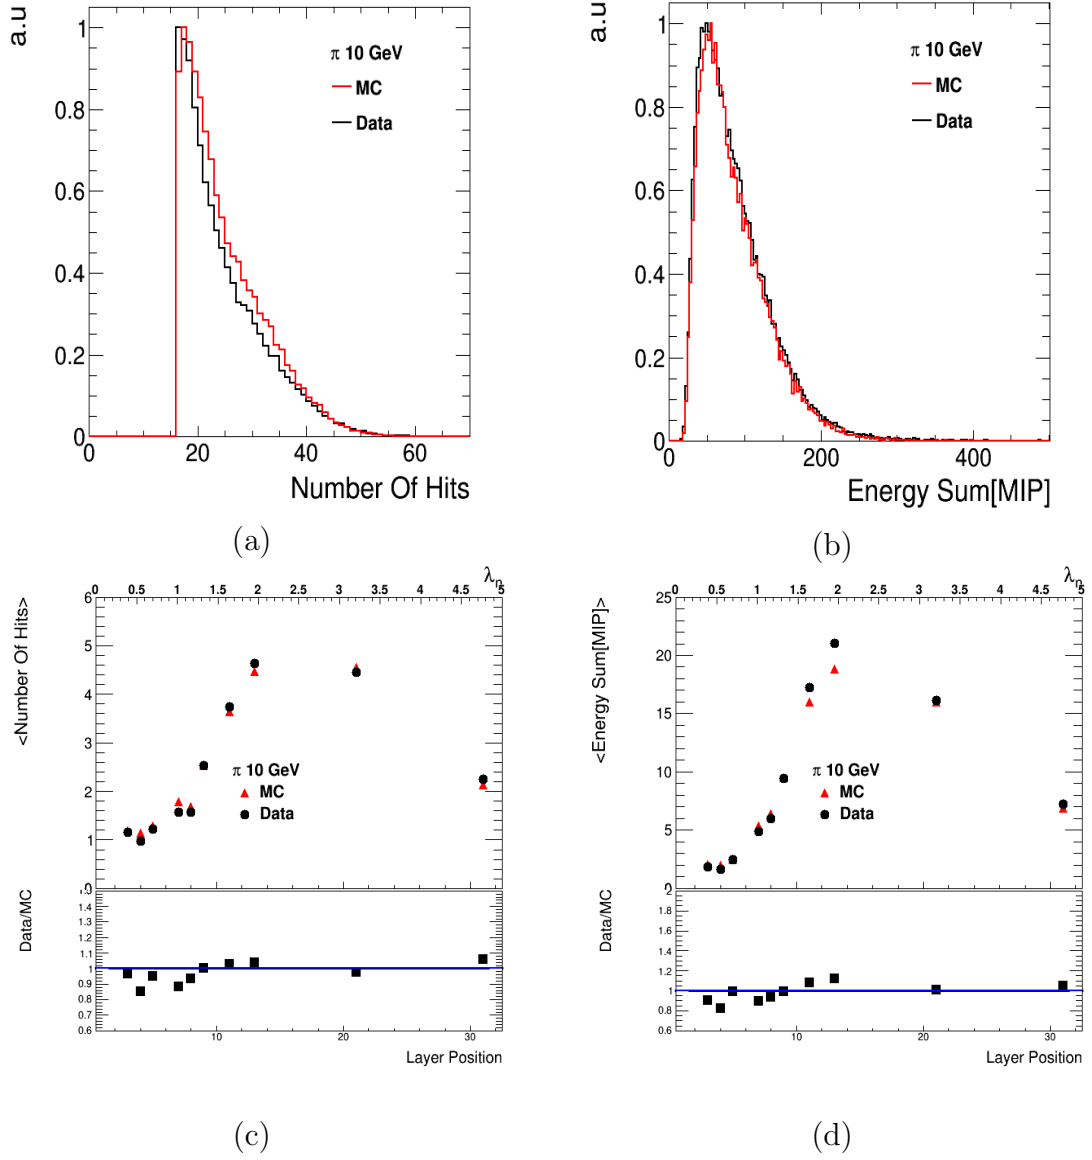 a.u
1
0.8
0.6
0.4
0.2
0
0 20 40 60
Number Of Hits
π 10 GeV
MC
Data
(a)
a.u
1
0.8
0.6
0.4
0.2
0
0 200 400
Energy Sum[MIP]
π 10 GeV
MC
Data
(b)
λn
0 0.5 1 1.5 2 2.5 3 3.5 4 4.5 5
<Number Of Hits>
6
5
4
3
2
1
0
π 10 GeV
MC
Data
Data/MC
1.5
1.4
1.3
1.2
1.1
1
0.9
0.8
0.7
0.6
10 20 30
Layer Position
(c)
λn
0 0.5 1 1.5 2 2.5 3 3.5 4 4.5 5
<Energy Sum[MIP]>
25
20
15
10
5
0
π 10 GeV
MC
Data
Data/MC
2
1.8
1.6
1.4
1.2
1
0.8
0.6
10 20 30
Layer Position
(d)